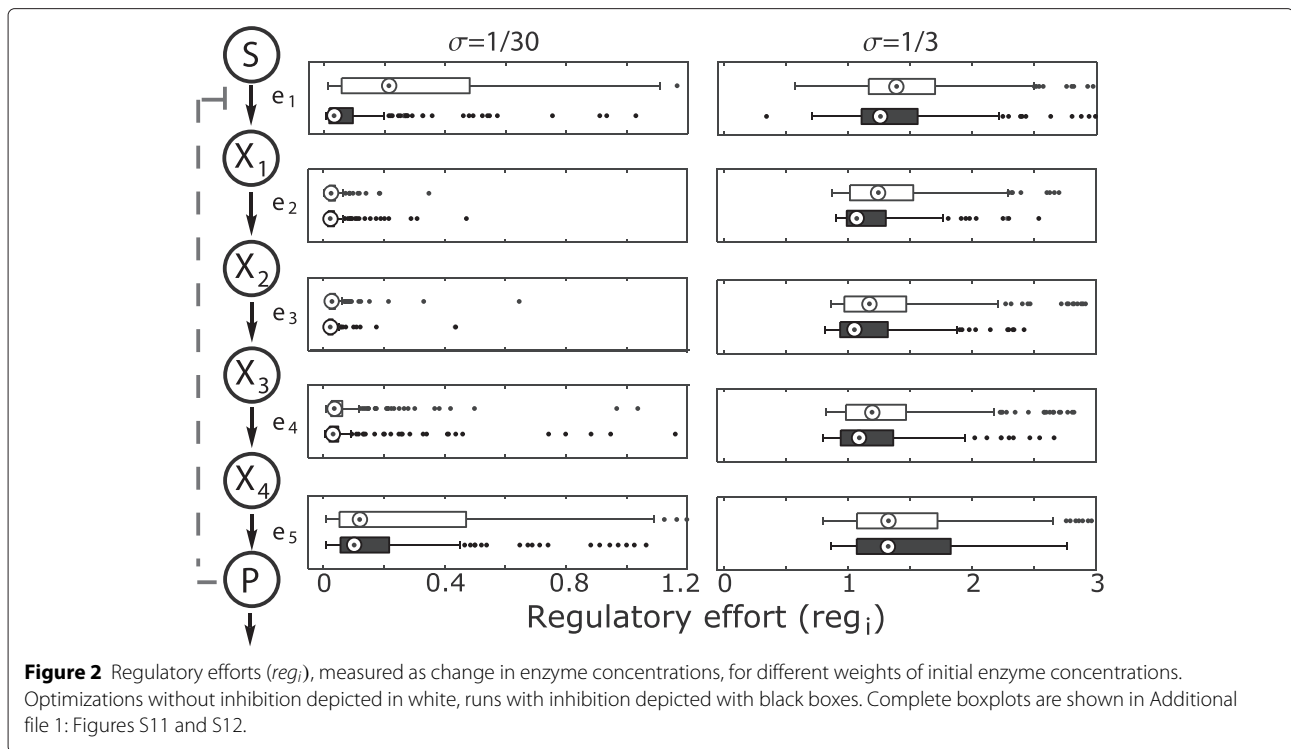 σ=1/30 σ=1/3
S
e1
X1
e2
X2
e3
X3
e4
X4
e5
P
0 0.4 0.8 1.2 0 1 2 3
Regulatory effort (regi)
Figure 2 Regulatory efforts (regi), measured as change in enzyme concentrations, for different weights of initial enzyme concentrations.
Optimizations without inhibition depicted in white, runs with inhibition depicted with black boxes. Complete boxplots are shown in Additional
file 1: Figures S11 and S12.